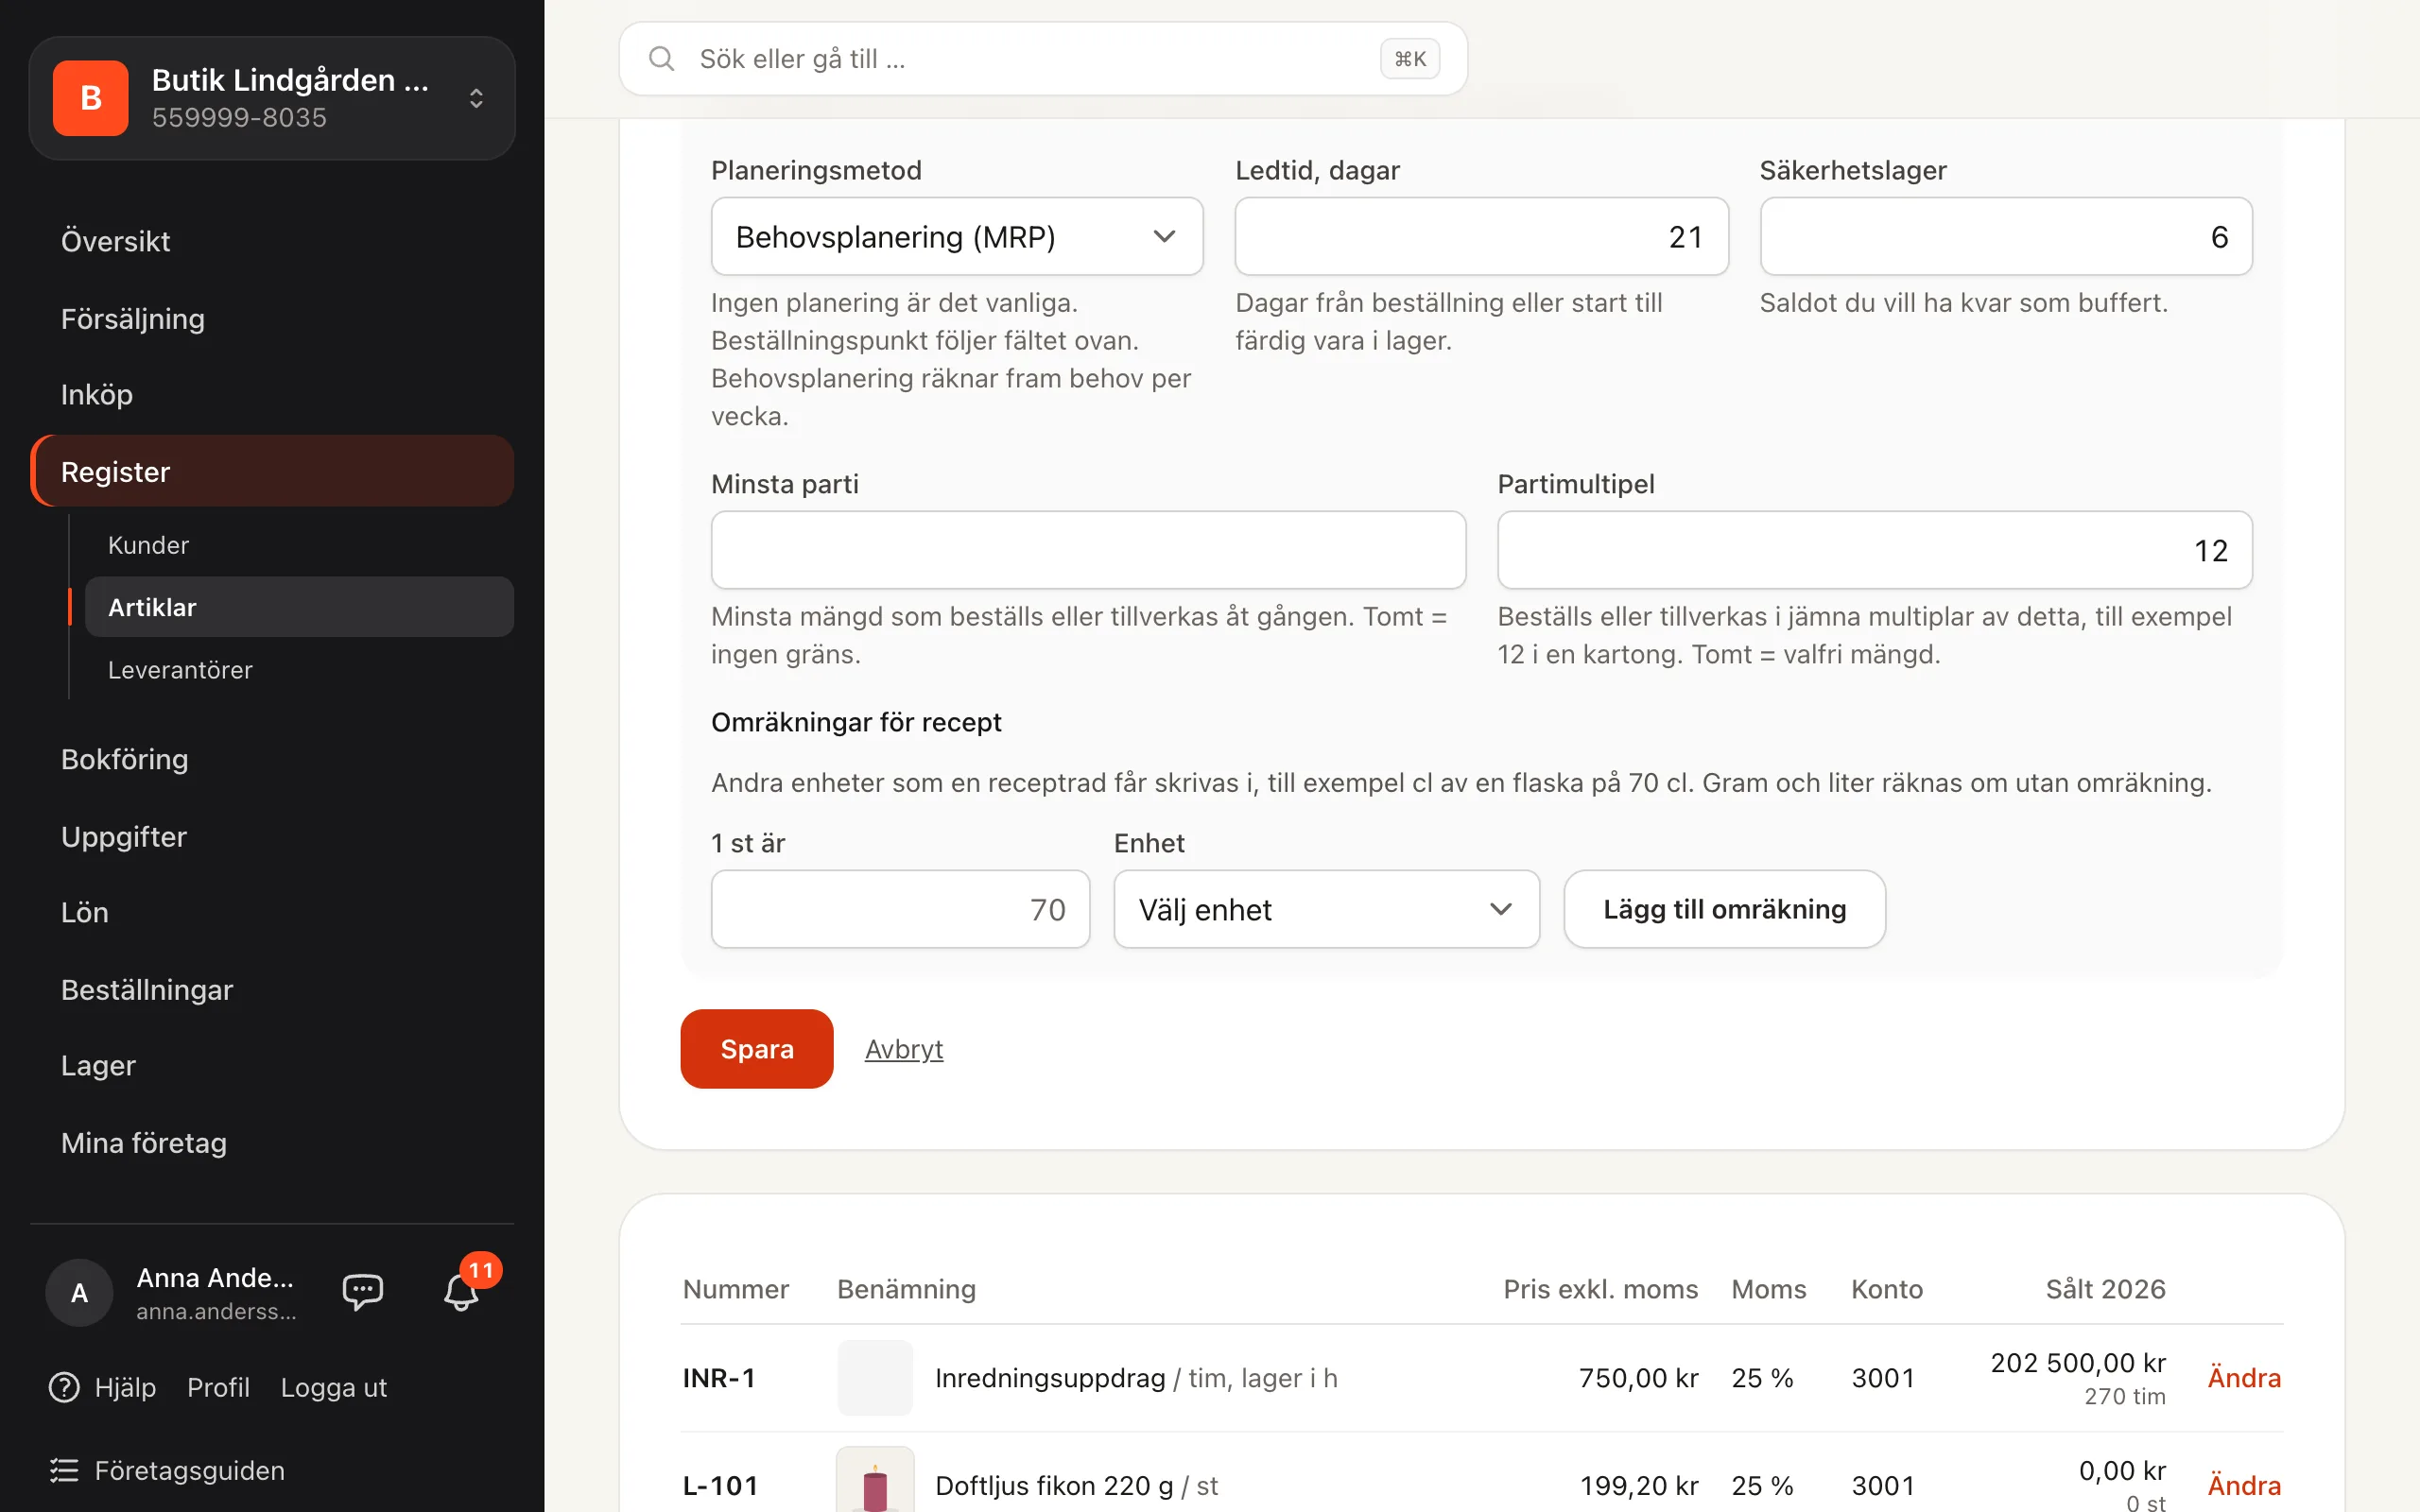 B
Butik Lindgården ...
559999-8035
Översikt
Försäljning
Inköp
Register
Kunder
Artiklar
Leverantörer
Bokföring
Uppgifter
Lön
Beställningar
Lager
Mina företag
A
Anna Ande...
anna.anderss...
11
Hjälp
Profil
Logga ut
Företagsguiden
Sök eller gå till ...
⌘K
Planeringsmetod
Behovsplanering (MRP)
Ingen planering är det vanliga.
Beställningspunkt följer fältet ovan.
Behovsplanering räknar fram behov per
vecka.
Ledtid, dagar
21
Dagar från beställning eller start till
färdig vara i lager.
Säkerhetslager
6
Saldot du vill ha kvar som buffert.
Minsta parti
Minsta mängd som beställs eller tillverkas åt gången. Tomt =
ingen gräns.
Partimultipel
12
Beställs eller tillverkas i jämna multiplar av detta, till exempel
12 i en kartong. Tomt = valfri mängd.
Omräkningar för recept
Andra enheter som en receptrad får skrivas i, till exempel cl av en flaska på 70 cl. Gram och liter räknas om utan omräkning.
1 st är
70
Enhet
Välj enhet
Lägg till omräkning
Spara
Avbryt
Nummer Benämning Pris exkl. moms Moms Konto Sålt 2026
INR-1 Inredningsuppdrag / tim, lager i h 750,00 kr 25 % 3001 202 500,00 kr Ändra
270 tim
L-101 Doftljus fikon 220 g / st 199,20 kr 25 % 3001 0,00 kr Ändra
0 st